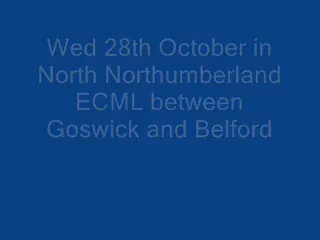 Wed 28th October in
North Northumberland
ECML between
Goswick and Belford